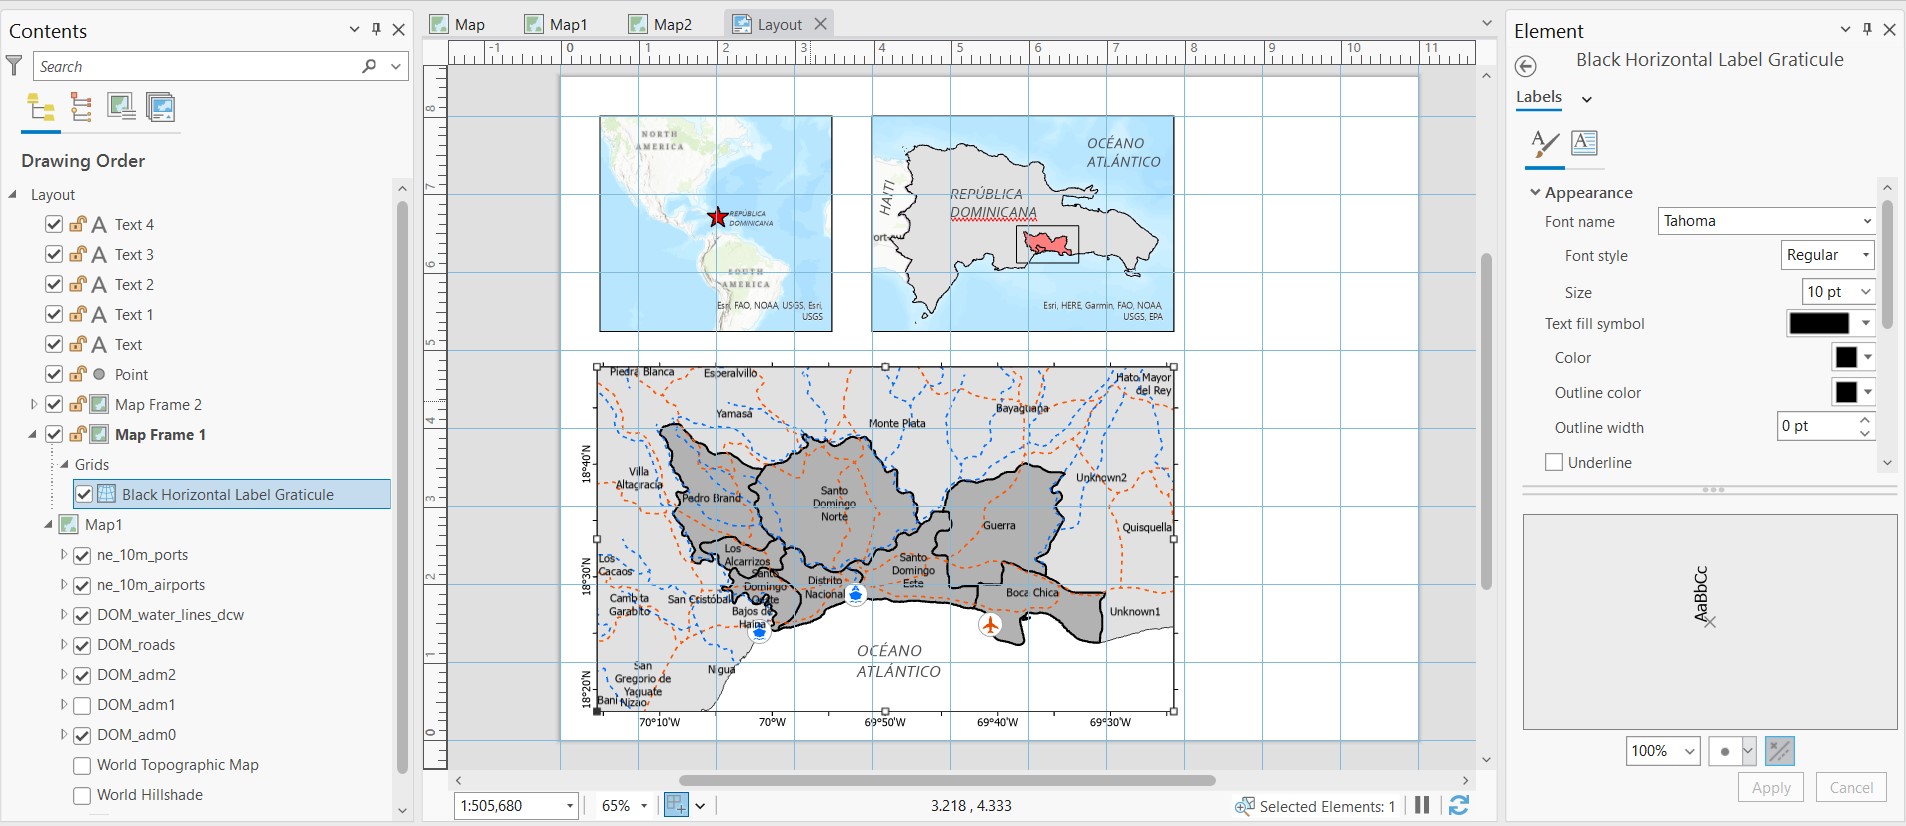 Contents
Search
Drawing Order
Layout
Text 4
Text 3
Text 2
Text 1
Text
Point
Map Frame 2
Map Frame 1
Grids
Black Horizontal Label Graticule
Map1
ne_10m_ports
ne_10m_airports
DOM_water_lines_dcw
DOM_roads
DOM_adm2
DOM_adm1
DOM_adm0
World Topographic Map
World Hillshade
Map
Map1
Map2
Layout
-1 0 1 2 3 4 5 6 7 8 9 10 11
8
7
6
5
4
3
2
1
0
NORTH
AMERICA
REPÚBLICA
DOMINICANA
SOUTH
AMERICA
Esri, FAO, NOAA, USGS, Esri,
USGS
OCÉANO
ATLÁNTICO
HAITI
REPÚBLICA
DOMINICANA
ort-au
Esri, HERE, Garmin, FAO, NOAA,
USGS, EPA
Piedra Blanca
Esperalvillo
Hato Mayor
del Rey
Yamasá
Bayaguana
Monte Plata
Villa
Altagracia
Pedro Brand
Santo
Domingo
Norte
Unknown2
Guerra
Quisquella
Los
Cacaos
Los
Alcarrizos
Santo
Domingo
Oeste
Distrito
Nacional
Santo
Domingo
Este
Boca Chica
Cambita
Garabito
San Cristóbal
Bajos de
Haina
Unknown1
OCÉANO
ATLÁNTICO
San
Gregorio de
Yaguate
Nigua
Bani
Nizao
18°40'N
18°30'N
18°20'N
70°10'W
70°W
69°50'W
69°40'W
69°30'W
1:505,680
65%
3.218 , 4.333
Selected Elements: 1
Element
Black Horizontal Label Graticule
Labels
Appearance
Font name
Tahoma
Font style
Regular
Size
10 pt
Text fill symbol
Color
Outline color
Outline width
0 pt
Underline
AaBbCc
100%
Apply
Cancel